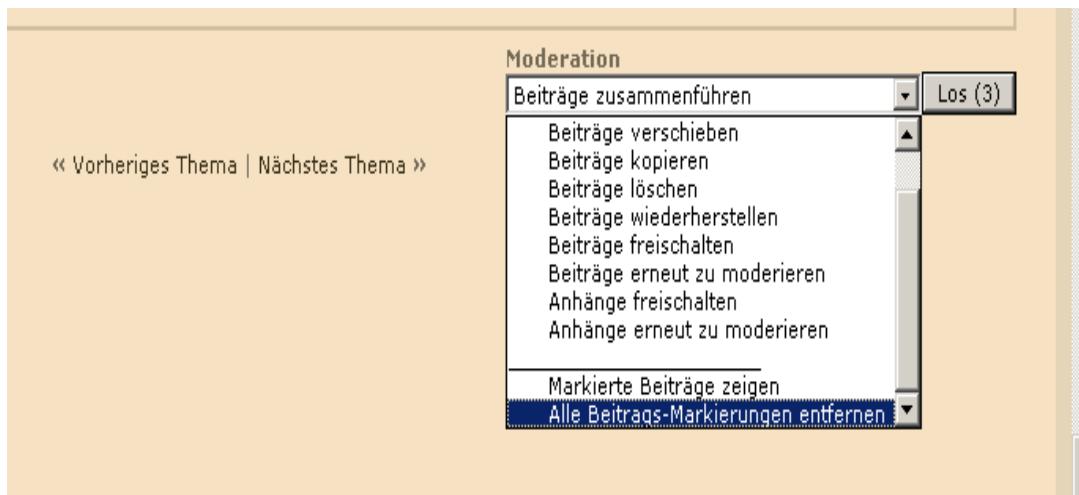 Moderation
Beiträge zusammenführen
Los (3)
Beiträge verschieben
Beiträge kopieren
« Vorheriges Thema | Nächstes Thema »
Beiträge löschen
Beiträge wiederherstellen
Beiträge freischalten
Beiträge erneut zu moderieren
Anhänge freischalten
Anhänge erneut zu moderieren
Markierte Beiträge zeigen
Alle Beitrags-Markierungen entfernen